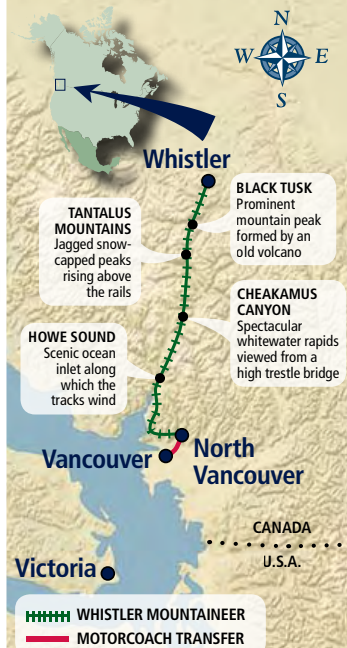 N
W E
S
Whistler
BLACK TUSK
Prominent
mountain peak
formed by an
old volcano
TANTALUS
MOUNTAINS
Jagged snow-
capped peaks
rising above
the rails
CHEAKAMUS
CANYON
Spectacular
whitewater rapids
viewed from a
high trestle bridge
HOWE SOUND
Scenic ocean
inlet along
which the
tracks wind
North
Vancouver
Vancouver
CANADA
U.S.A.
Victoria
WHISTLER MOUNTAINEER
MOTORCOACH TRANSFER